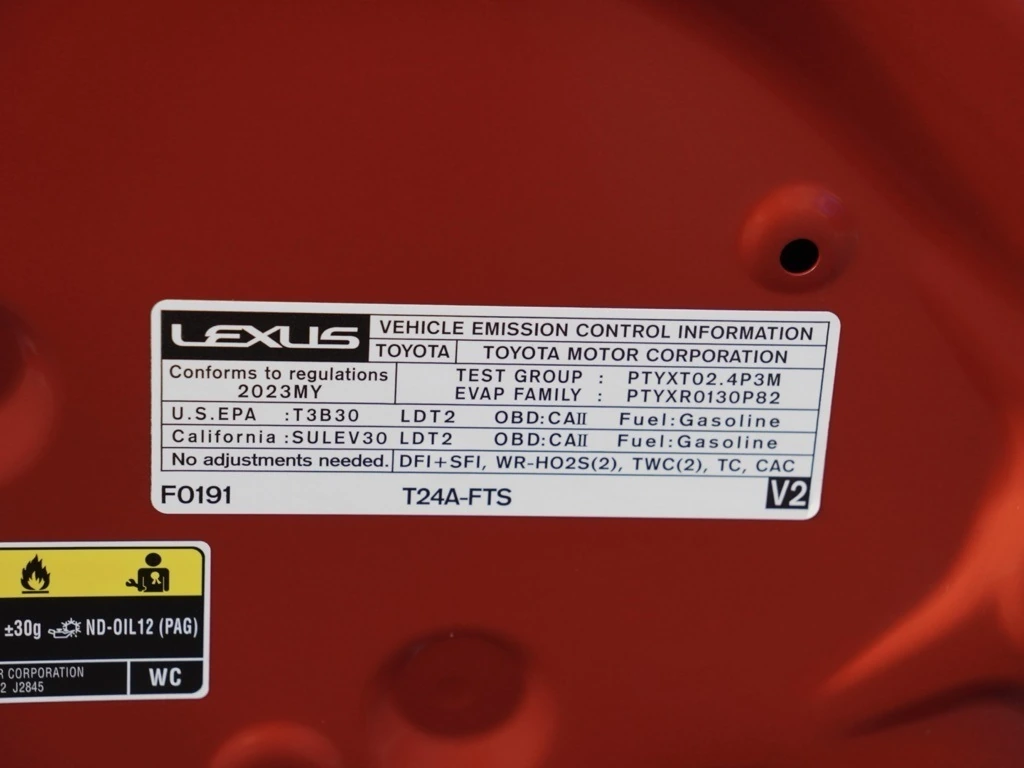 LEXUS
VEHICLE EMISSION CONTROL INFORMATION
TOYOTA TOYOTA MOTOR CORPORATION
Conforms to regulations
2023MY
TEST GROUP : PTYXT02.4P3M
EVAP FAMILY : PTYXR0130P82
U.S.EPA :T3B30 LDT2 OBD:CAII Fuel:Gasoline
California :SULEV30 LDT2 OBD:CAII Fuel:Gasoline
No adjustments needed. DFI+SFI, WR-HO2S(2), TWC(2), TC, CAC
F0191 T24A-FTS V2
±30g ND-OIL12 (PAG)
R CORPORATION
2 J2845
WC